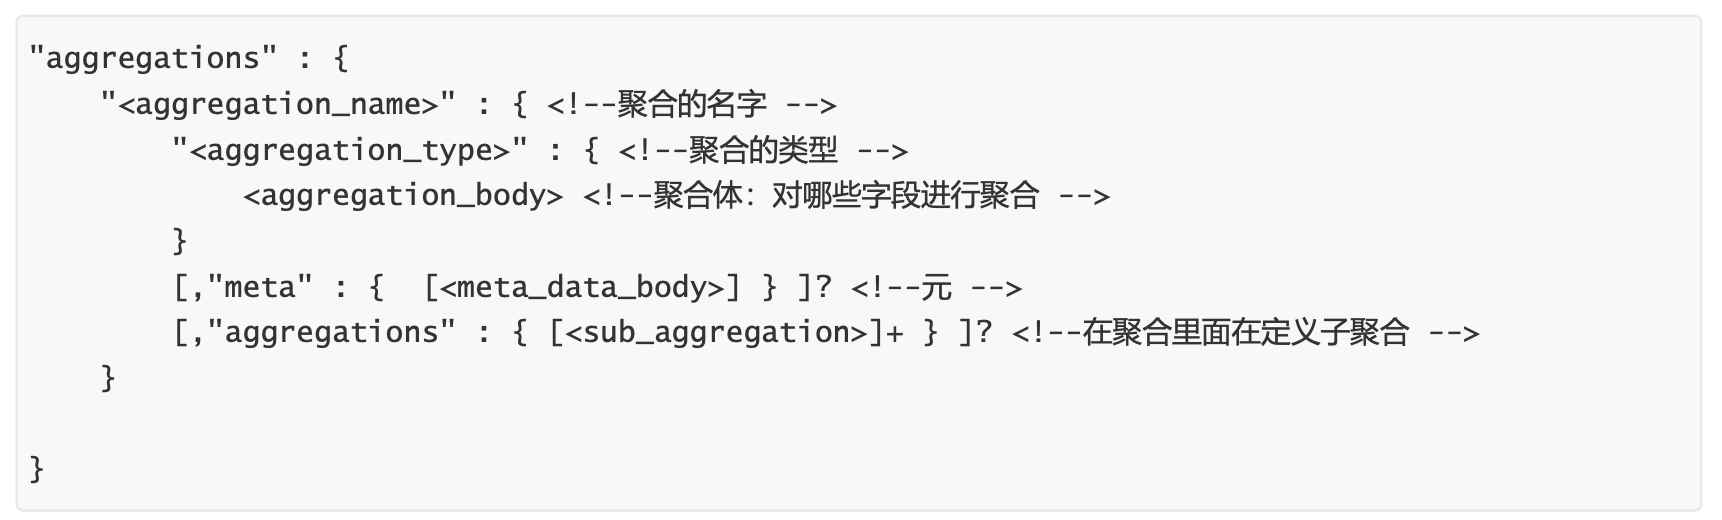 "aggregations" : {
    "<aggregation_name>" : { <!--聚合的名字 -->
        "<aggregation_type>" : { <!--聚合的类型 -->
            <aggregation_body> <!--聚合体：对哪些字段进行聚合 -->
        }
        [,"meta" : {  [<meta_data_body>] } ]? <!--元 -->
        [,"aggregations" : { [<sub_aggregation>]+ } ]? <!--在聚合里面在定义子聚合 -->
    }
}